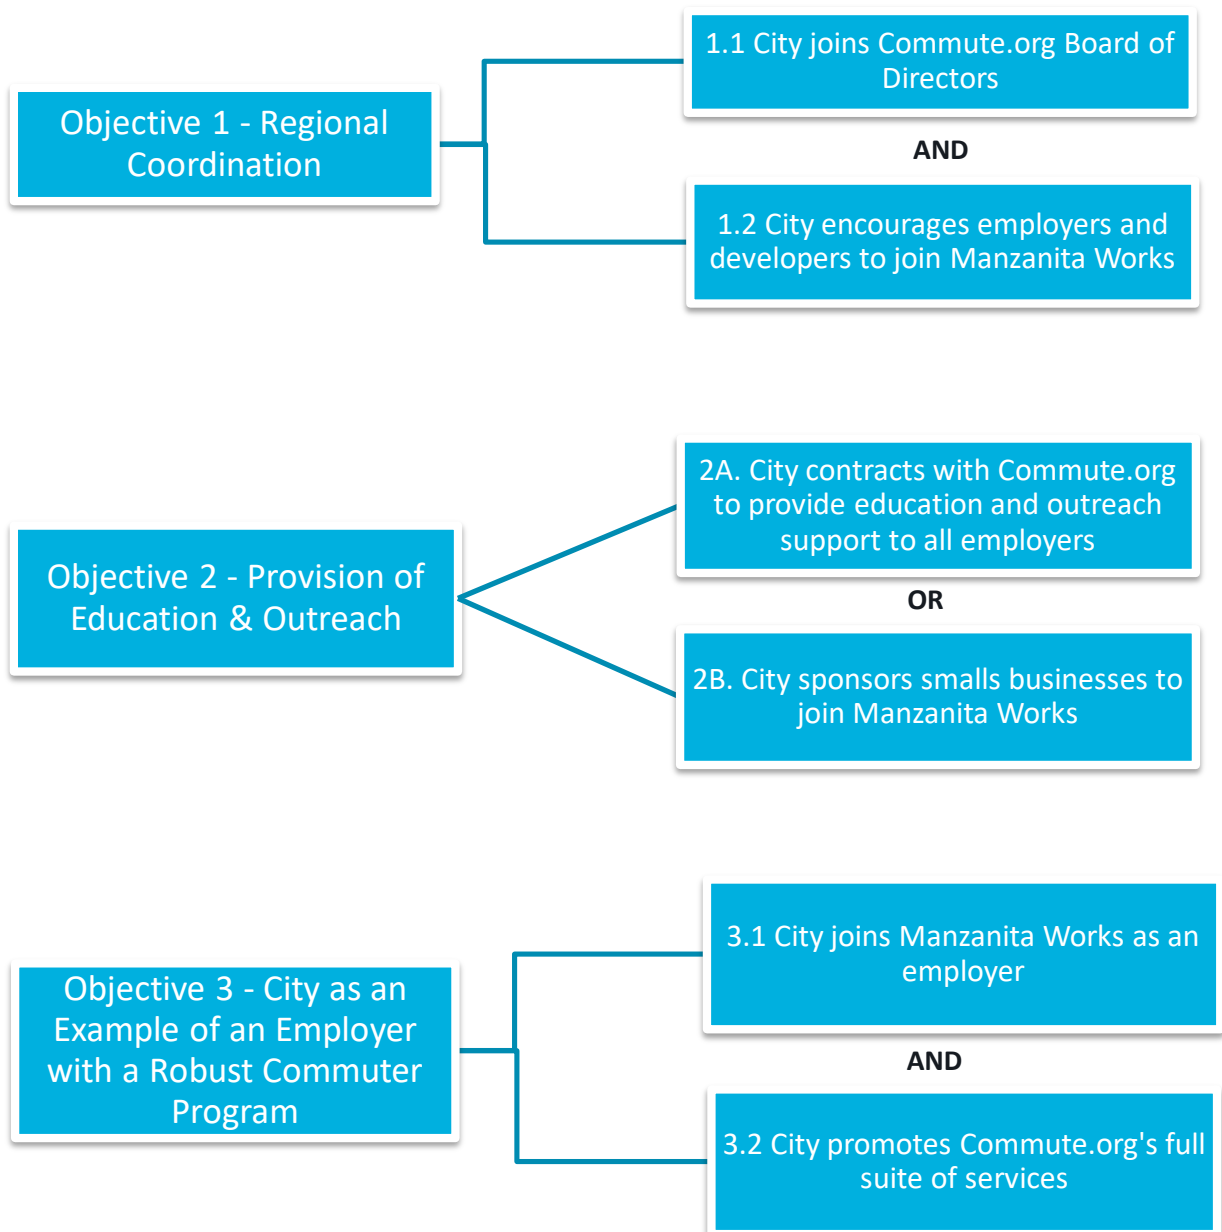 Objective 1 - Regional
Coordination
1.1 City joins Commute.org Board of
Directors
AND
1.2 City encourages employers and
developers to join Manzanita Works
Objective 2 - Provision of
Education & Outreach
2A. City contracts with Commute.org
to provide education and outreach
support to all employers
OR
2B. City sponsors smalls businesses to
join Manzanita Works
Objective 3 - City as an
Example of an Employer
with a Robust Commuter
Program
3.1 City joins Manzanita Works as an
employer
AND
3.2 City promotes Commute.org's full
suite of services